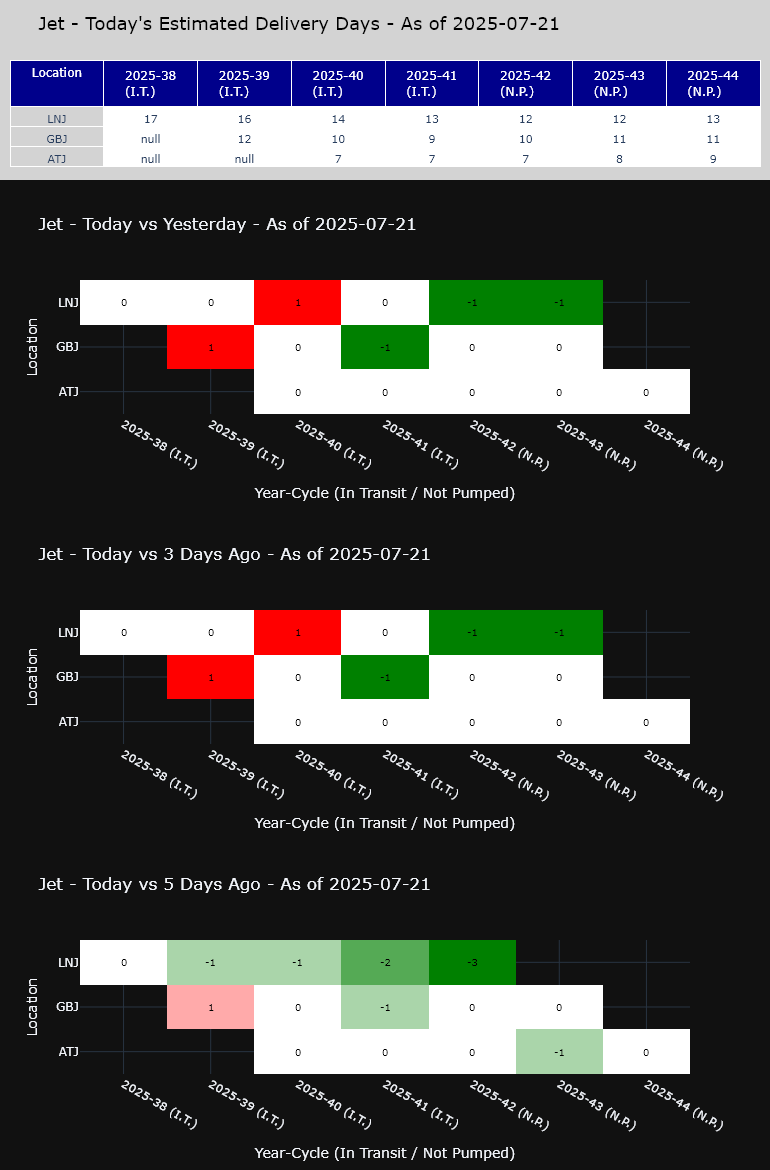 Jet - Today's Estimated Delivery Days - As of 2025-07-21
Location 2025-38 (I.T.) 2025-39 (I.T.) 2025-40 (I.T.) 2025-41 (I.T.) 2025-42 (N.P.) 2025-43 (N.P.) 2025-44 (N.P.)
LNJ 17 16 14 13 12 12 13
GBJ null 12 10 9 10 11 11
ATJ null null 7 7 7 8 9
Jet - Today vs Yesterday - As of 2025-07-21
Location
LNJ 0 0 1 0 -1 -1
GBJ 1 0 -1 0 0
ATJ 0 0 0 0 0
2025-38 (I.T.) 2025-39 (I.T.) 2025-40 (I.T.) 2025-41 (I.T.) 2025-42 (N.P.) 2025-43 (N.P.) 2025-44 (N.P.)
Year-Cycle (In Transit / Not Pumped)
Jet - Today vs 3 Days Ago - As of 2025-07-21
Location
LNJ 0 0 1 0 -1 -1
GBJ 1 0 -1 0 0
ATJ 0 0 0 0 0
2025-38 (I.T.) 2025-39 (I.T.) 2025-40 (I.T.) 2025-41 (I.T.) 2025-42 (N.P.) 2025-43 (N.P.) 2025-44 (N.P.)
Year-Cycle (In Transit / Not Pumped)
Jet - Today vs 5 Days Ago - As of 2025-07-21
Location
LNJ 0 -1 -1 -2 -3
GBJ 1 0 -1 0 0
ATJ 0 0 0 -1 0
2025-38 (I.T.) 2025-39 (I.T.) 2025-40 (I.T.) 2025-41 (I.T.) 2025-42 (N.P.) 2025-43 (N.P.) 2025-44 (N.P.)
Year-Cycle (In Transit / Not Pumped)